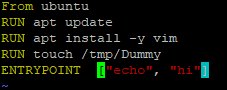 From ubuntu
RUN apt update
RUN apt install -y vim
RUN touch /tmp/Dummy
ENTRYPOINT ["echo", "hi"]
~